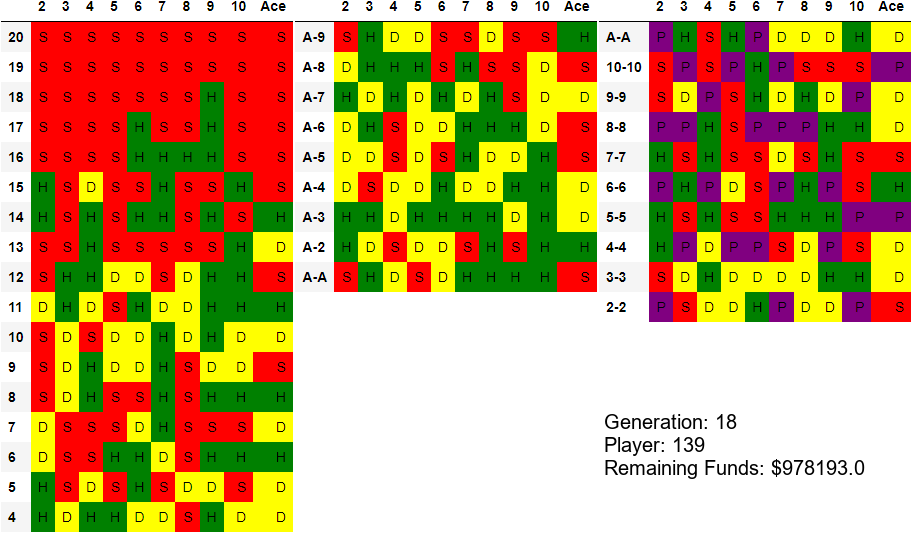 2 3 4 5 6 7 8 9 10 Ace
20 S S S S S S S S S S
19 S S S S S S S S S S
18 S S S S S S S H S S
17 S S S S H S S H S S
16 S S S S H H H H S S
15 H S D S S H S S H S
14 H S H S H H S H S H
13 S S H S S S S S H D
12 S H H D D S D H H S
11 D H D S H D D H H H
10 S D S D D H D H D D
9 S D H D D H S D D S
8 S D H S S H S H H H
7 D S S S D H S S S D
6 D S S H H D S H H H
5 H S D S H S D D S D
4 H D H H D D S H D D
2 3 4 5 6 7 8 9 10 Ace
A-9 S H D D S S D S S H
A-8 D H H H S H S S D S
A-7 H D H D H D H S D D
A-6 D H S D D H H H D S
A-5 D D S D S H D D H S
A-4 D S D D H D D H H D
A-3 H H D H H H H D H D
A-2 H D S D D S H S H H
A-A S H D S D H H H H S
2 3 4 5 6 7 8 9 10 Ace
A-A P H S H P D D D H D
10-10 S P S P H P S S S P
9-9 S D P S H D H D P D
8-8 P P H S P P P H H D
7-7 H S H S S D S H S S
6-6 P H P D S P H P S H
5-5 H S H S S H H H P P
4-4 H P D P P S D P S D
3-3 S D H D D D D H H D
2-2 P S D D H P D D P S
Generation: 18
Player: 139
Remaining Funds: $978193.0